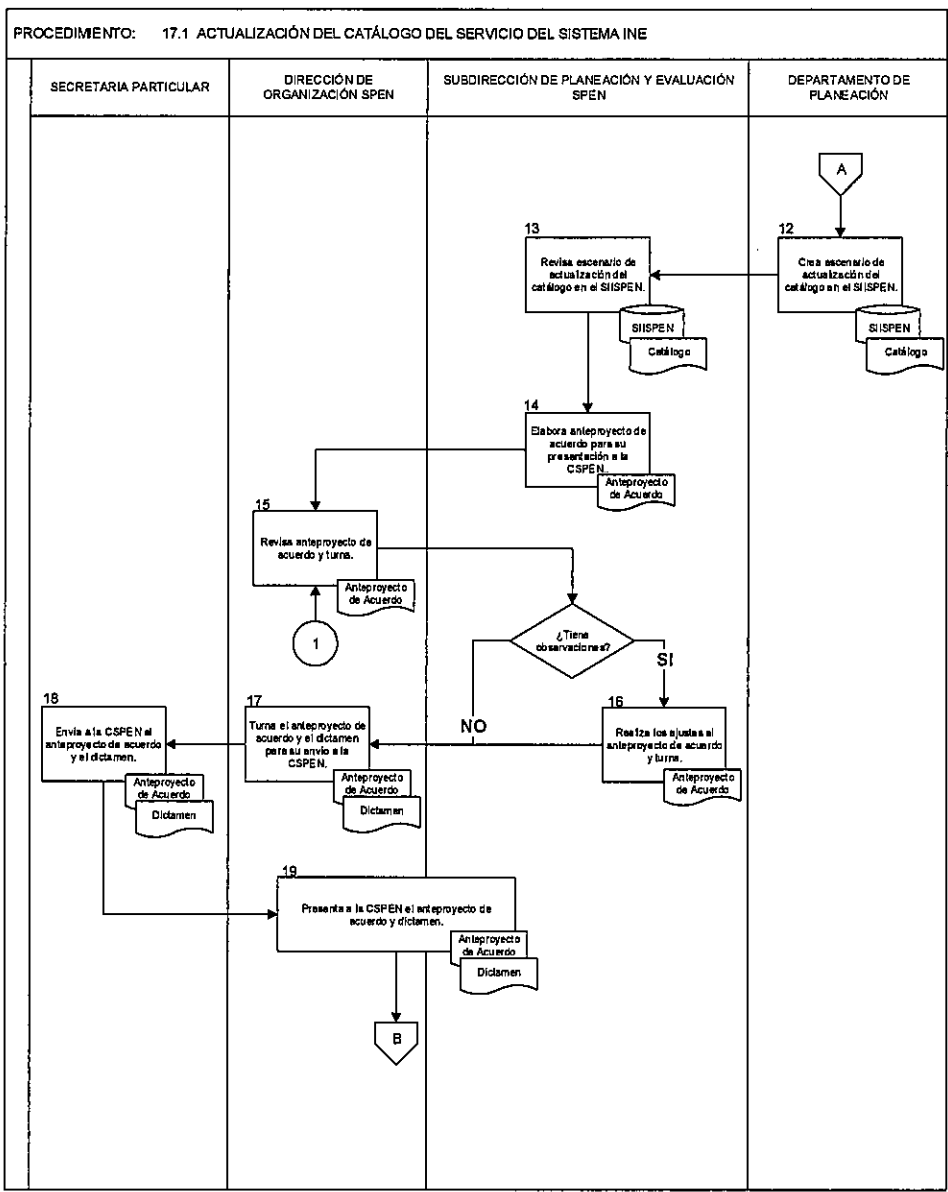 PROCEDIMIENTO: 17.1 ACTUALIZACIÓN DEL CATÁLOGO DEL SERVICIO DEL SISTEMA INE
SECRETARIA PARTICULAR
DIRECCIÓN DE
ORGANIZACIÓN SPEN
SUBDIRECCIÓN DE PLANEACIÓN Y EVALUACIÓN
SPEN
DEPARTAMENTO DE
PLANEACIÓN
A
12
Crea escenario de
actualización del
catálogo en el SIISPEN.
SIISPEN
Catálogo
13
Revisa escenario de
actualización del
catálogo en el SIISPEN.
SIISPEN
Catálogo
14
Elabora anteproyecto de
acuerdo para su
presentación a la
CSPEN.
Anteproyecto
de Acuerdo
15
Revisa anteproyecto de
acuerdo y turna.
Anteproyecto
de Acuerdo
1
¿Tiene
observaciones?
SI
NO
16
Realiza los ajustes al
anteproyecto de acuerdo
y turna.
Anteproyecto
de Acuerdo
17
Turna el anteproyecto de
acuerdo y el dictamen
para su envío a la
CSPEN.
Anteproyecto
de Acuerdo
Dictamen
18
Envía a la CSPEN el
anteproyecto de acuerdo
y el dictamen.
Anteproyecto
de Acuerdo
Dictamen
19
Presenta a la CSPEN el anteproyecto de
acuerdo y dictamen.
Anteproyecto
de Acuerdo
Dictamen
B